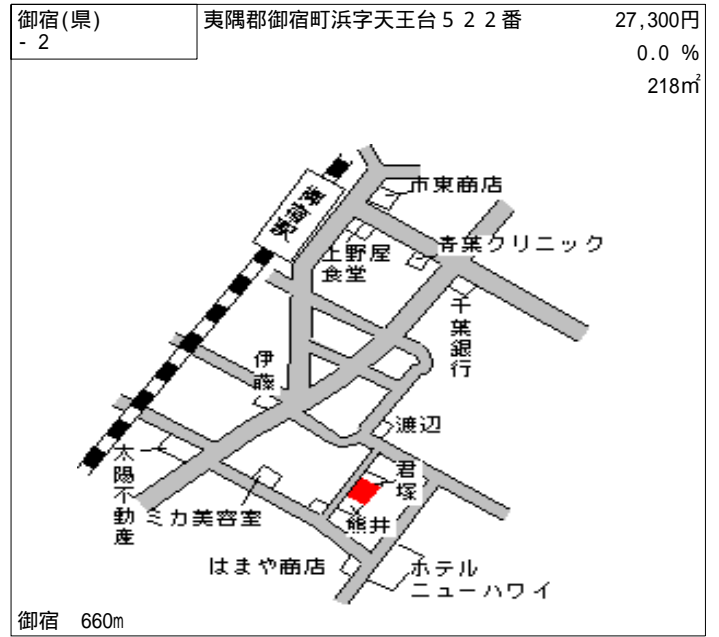 御宿(県)
- 2
夷隅郡御宿町浜字天王台５２２番
27,300円
0.0 %
218㎡
御宿駅
市東商店
上野屋
食堂
青葉クリニック
千葉銀行
伊藤
渡辺
太陽不動産
ミカ美容室
君塚
熊井
はまや商店
ホテル
ニューハワイ
御宿 660m